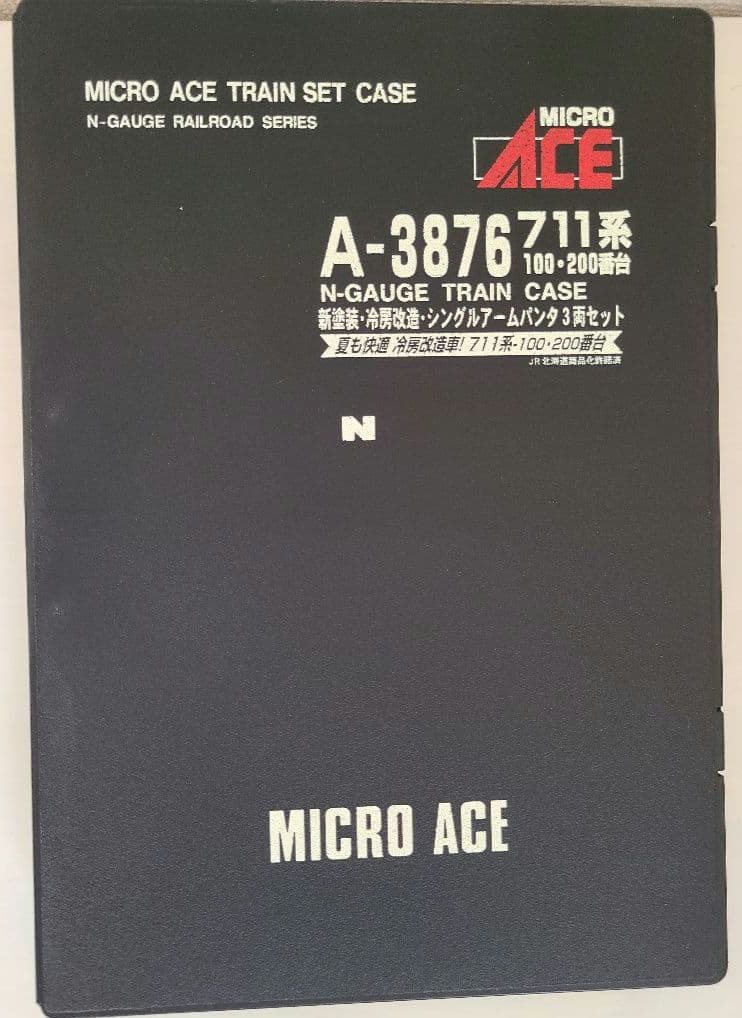 MICRO ACE TRAIN SET CASE
N-GAUGE RAILROAD SERIES
MICRO
ACE
A-3876 711系
100・200番台
N-GAUGE TRAIN CASE
新塗装・冷房改造・シングルアームパンタ3両セット
夏も快適 冷房改造車! 711系-100・200番台
JR北海道商品化許諾済
N
MICRO ACE